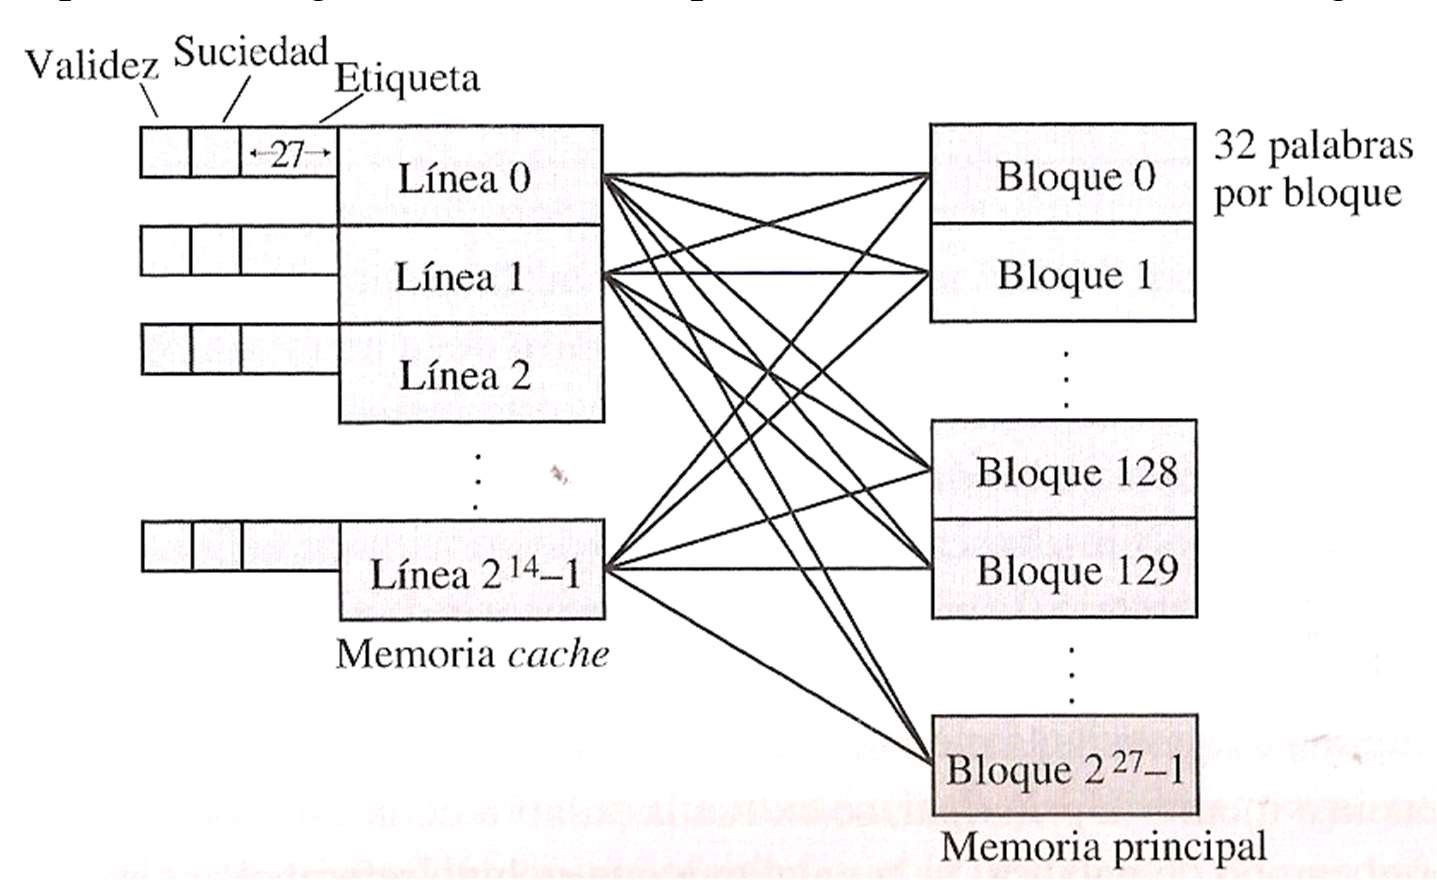 Validez Suciedad Etiqueta
27
Línea 0
Línea 1
Línea 2
Línea 2¹⁴–1
Memoria cache
Bloque 0
32 palabras
por bloque
Bloque 1
Bloque 128
Bloque 129
Bloque 2²⁷–1
Memoria principal